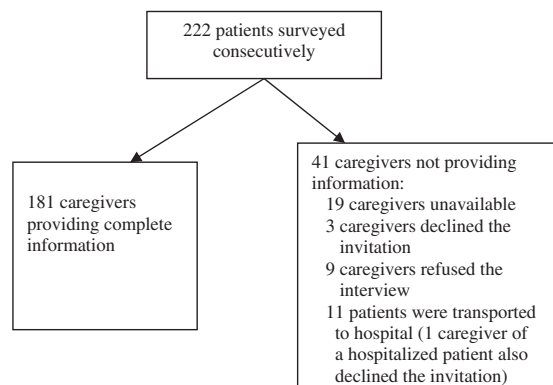 222 patients surveyed
consecutively
181 caregivers
providing complete
information
41 caregivers not providing
information:
19 caregivers unavailable
3 caregivers declined the
invitation
9 caregivers refused the
interview
11 patients were transported
to hospital (1 caregiver of
a hospitalized patient also
declined the invitation)